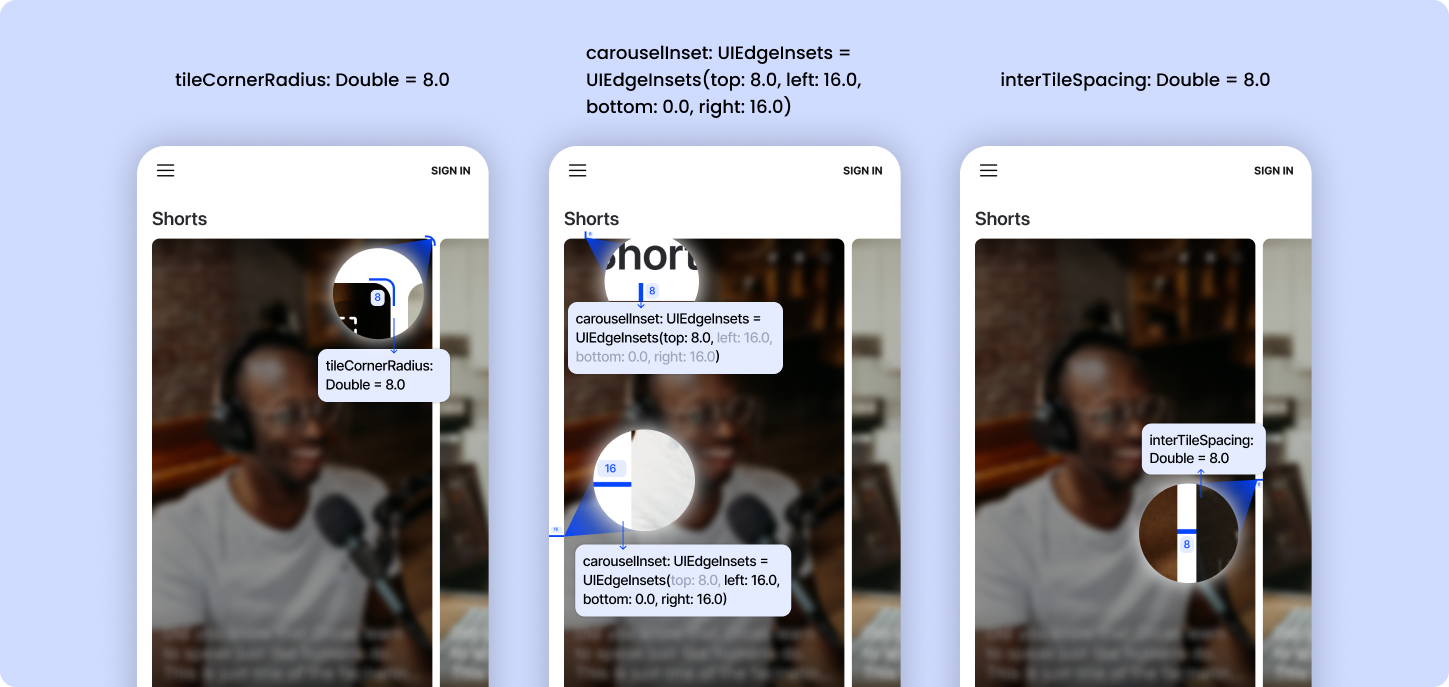 tileCornerRadius: Double = 8.0
carouselInset: UIEdgeInsets =
UIEdgeInsets(top: 8.0, left: 16.0,
bottom: 0.0, right: 16.0)
interTileSpacing: Double = 8.0
SIGN IN
Shorts
8
tileCornerRadius:
Double = 8.0
SIGN IN
Shorts
Short
8
carouselInset: UIEdgeInsets =
UIEdgeInsets(top: 8.0, left: 16.0,
bottom: 0.0, right: 16.0)
16
16
carouselInset: UIEdgeInsets =
UIEdgeInsets(top: 8.0, left: 16.0,
bottom: 0.0, right: 16.0)
SIGN IN
Shorts
interTileSpacing:
Double = 8.0
8